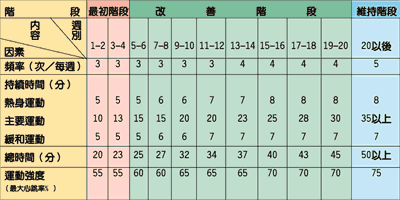 階段 最初階段 改善階段 維持階段
週別 內容 因素 1-2 3-4 5-6 7-8 9-10 11-12 13-14 15-16 17-18 19-20 20以後
頻率(次/每週) 3 3 3 3 3 3 4 4 4 4 5
持續時間(分)
熱身運動 5 5 5 6 6 7 7 8 8 8 8
主要運動 10 13 15 15 20 20 23 25 28 30 35以上
緩和運動 5 5 5 6 6 7 7 7 7 7 7
總時間(分) 20 23 25 27 32 34 37 40 43 45 50以上
運動強度 55 55 60 60 65 65 65 70 70 70 75
(最大心跳率%)